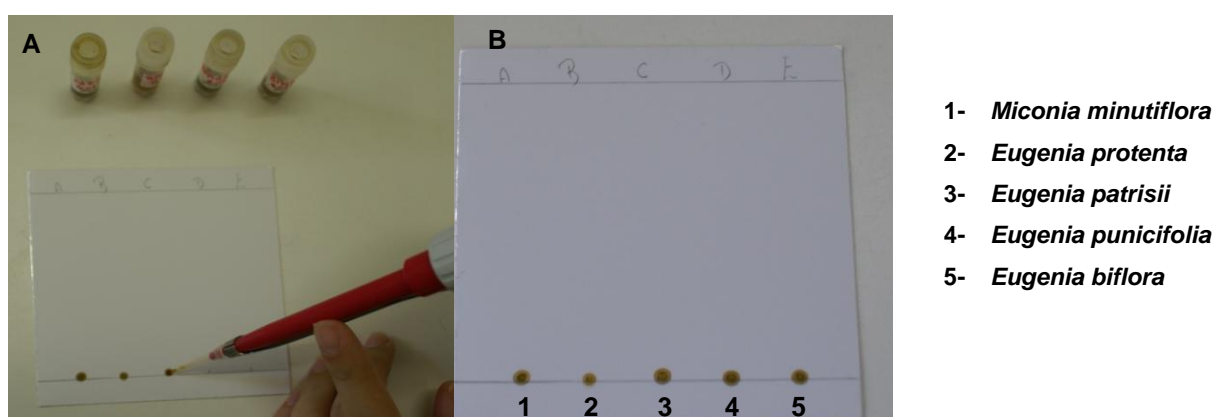 A
B
A B C D E
A B C D E
1 2 3 4 5
1- Miconia minutiflora
2- Eugenia protenta
3- Eugenia patrisii
4- Eugenia punicifolia
5- Eugenia biflora